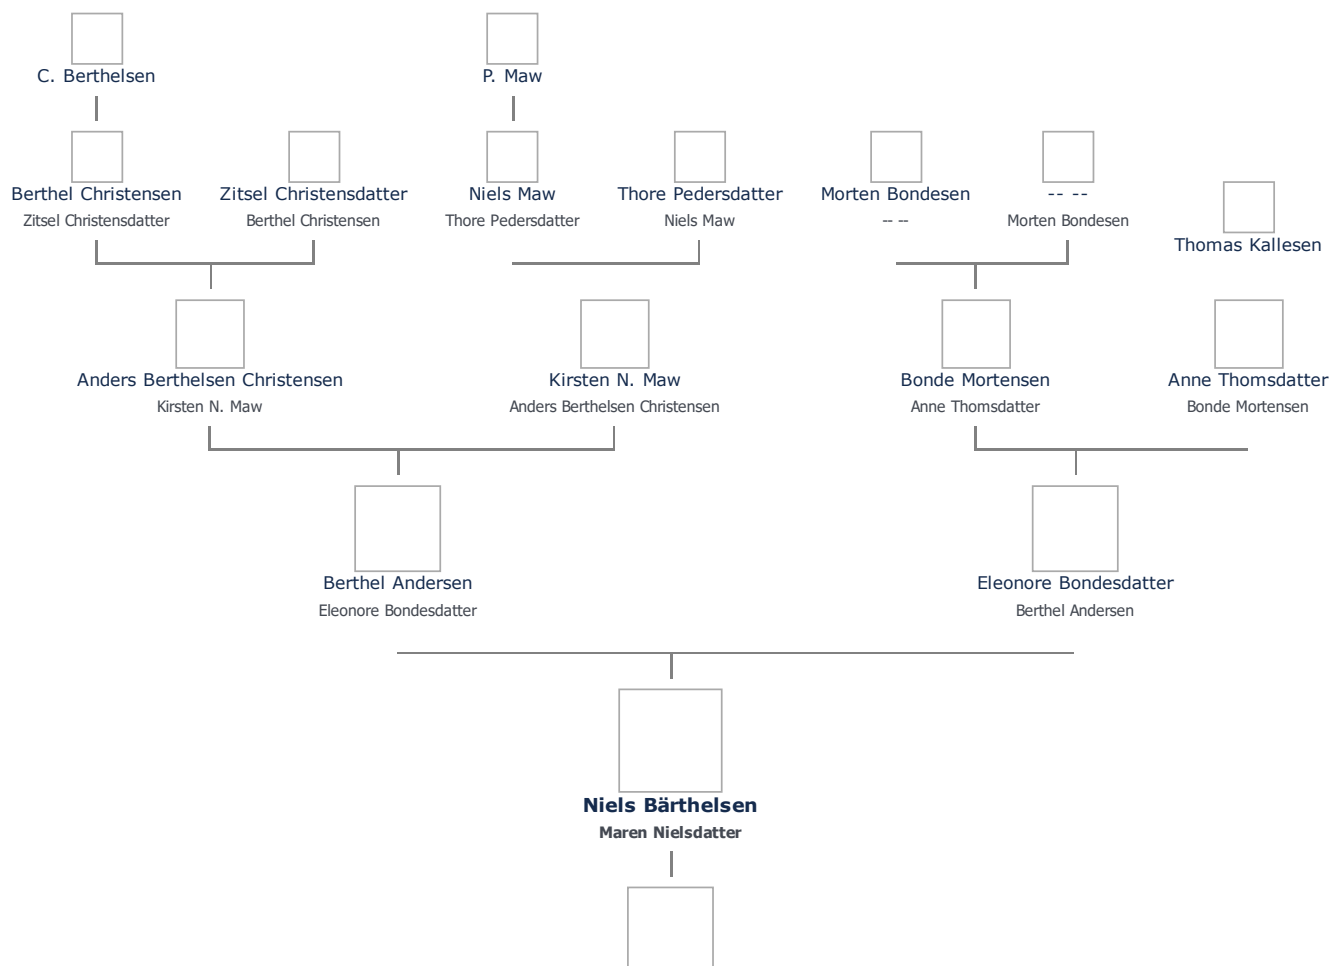 C. Berthelsen
P. Maw
Berthel Christensen
Zitsel Christensdatter
Zitsel Christensdatter
Berthel Christensen
Niels Maw
Thore Pedersdatter
Thore Pedersdatter
Niels Maw
Morten Bondesen
-- --
-- --
Morten Bondesen
Thomas Kallesen
Anders Berthelsen Christensen
Kirsten N. Maw
Kirsten N. Maw
Anders Berthelsen Christensen
Bonde Mortensen
Anne Thomsdatter
Anne Thomsdatter
Bonde Mortensen
Berthel Andersen
Eleonore Bondesdatter
Eleonore Bondesdatter
Berthel Andersen
Niels Bärthelsen
Maren Nielsdatter